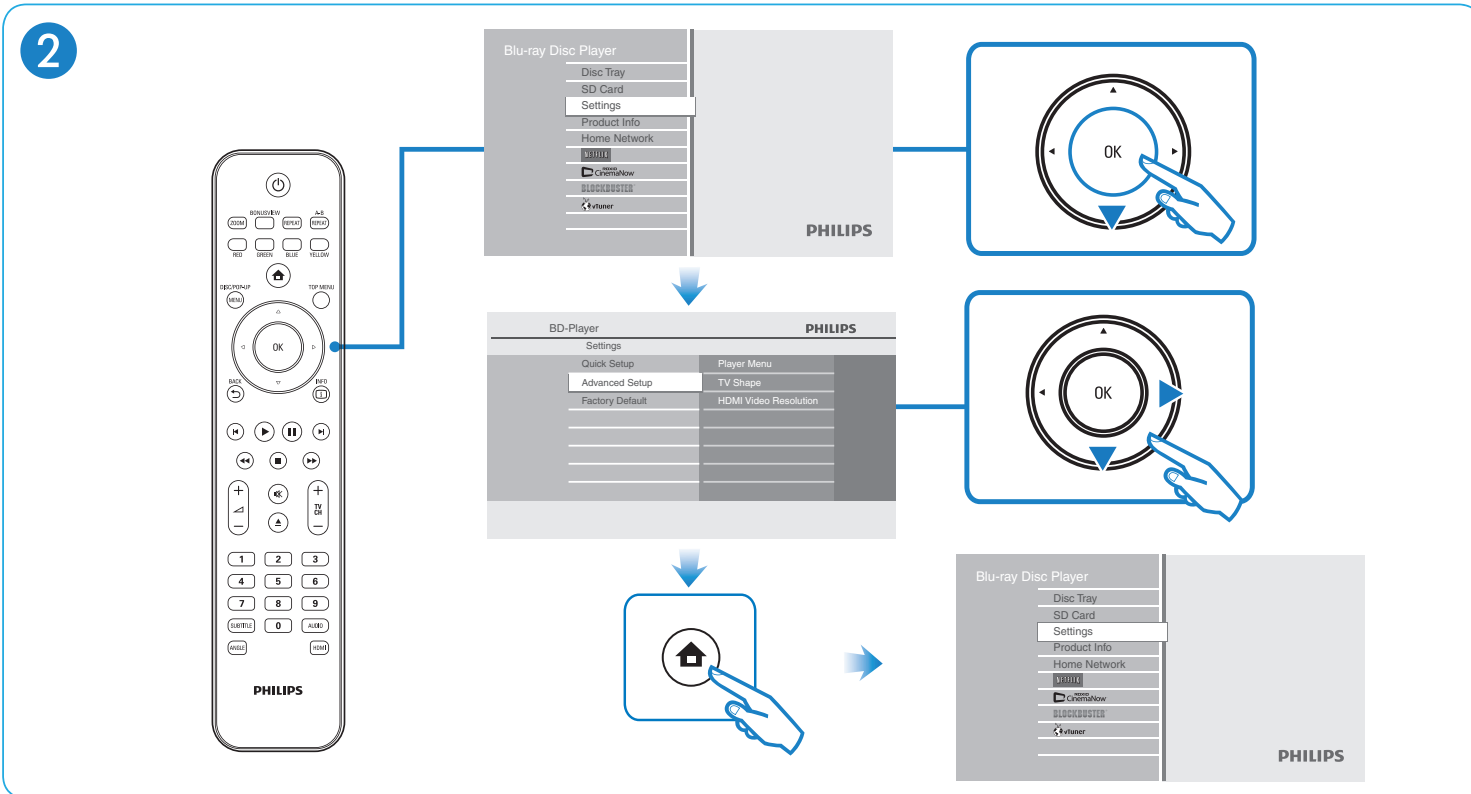 2
Blu-ray Disc Player
Disc Tray
SD Card
Settings
Product Info
Home Network
NETFLIX
ROXIO
CinemaNow
BLOCKBUSTER
vTuner
PHILIPS
OK
BONUSVIEW
A-B
ZOOM
REPEAT
REPEAT
RED
GREEN
BLUE
YELLOW
DISC/POP-UP
TOP MENU
MENU
OK
BACK
INFO
TV
CH
1
2
3
4
5
6
7
8
9
SUBTITLE
0
AUDIO
ANGLE
HDMI
PHILIPS
BD-Player
PHILIPS
Settings
Quick Setup
Player Menu
Advanced Setup
TV Shape
Factory Default
HDMI Video Resolution
OK
Blu-ray Disc Player
Disc Tray
SD Card
Settings
Product Info
Home Network
NETFLIX
ROXIO
CinemaNow
BLOCKBUSTER
vTuner
PHILIPS